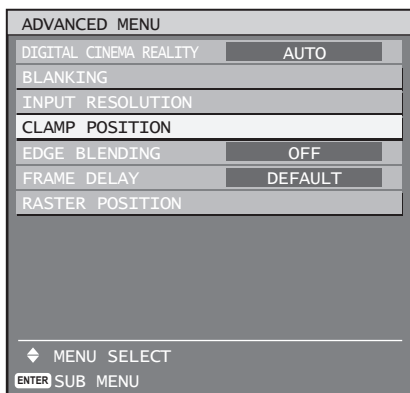 ADVANCED MENU
DIGITAL CINEMA REALITY AUTO
BLANKING
INPUT RESOLUTION
CLAMP POSITION
EDGE BLENDING OFF
FRAME DELAY DEFAULT
RASTER POSITION
MENU SELECT
ENTER SUB MENU